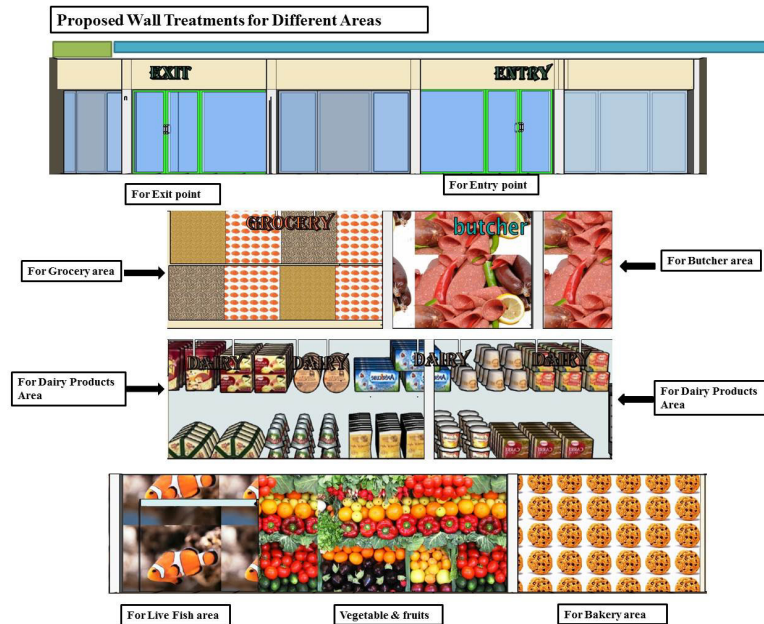 Proposed Wall Treatments for Different Areas
EXIT
ENTRY
For Exit point
For Entry point
GROCERY
butcher
For Grocery area
For Butcher area
DAIRY
DAIRY
DAIRY
DAIRY
For Dairy Products
Area
For Dairy Products
Area
For Live Fish area
Vegetable & fruits
For Bakery area